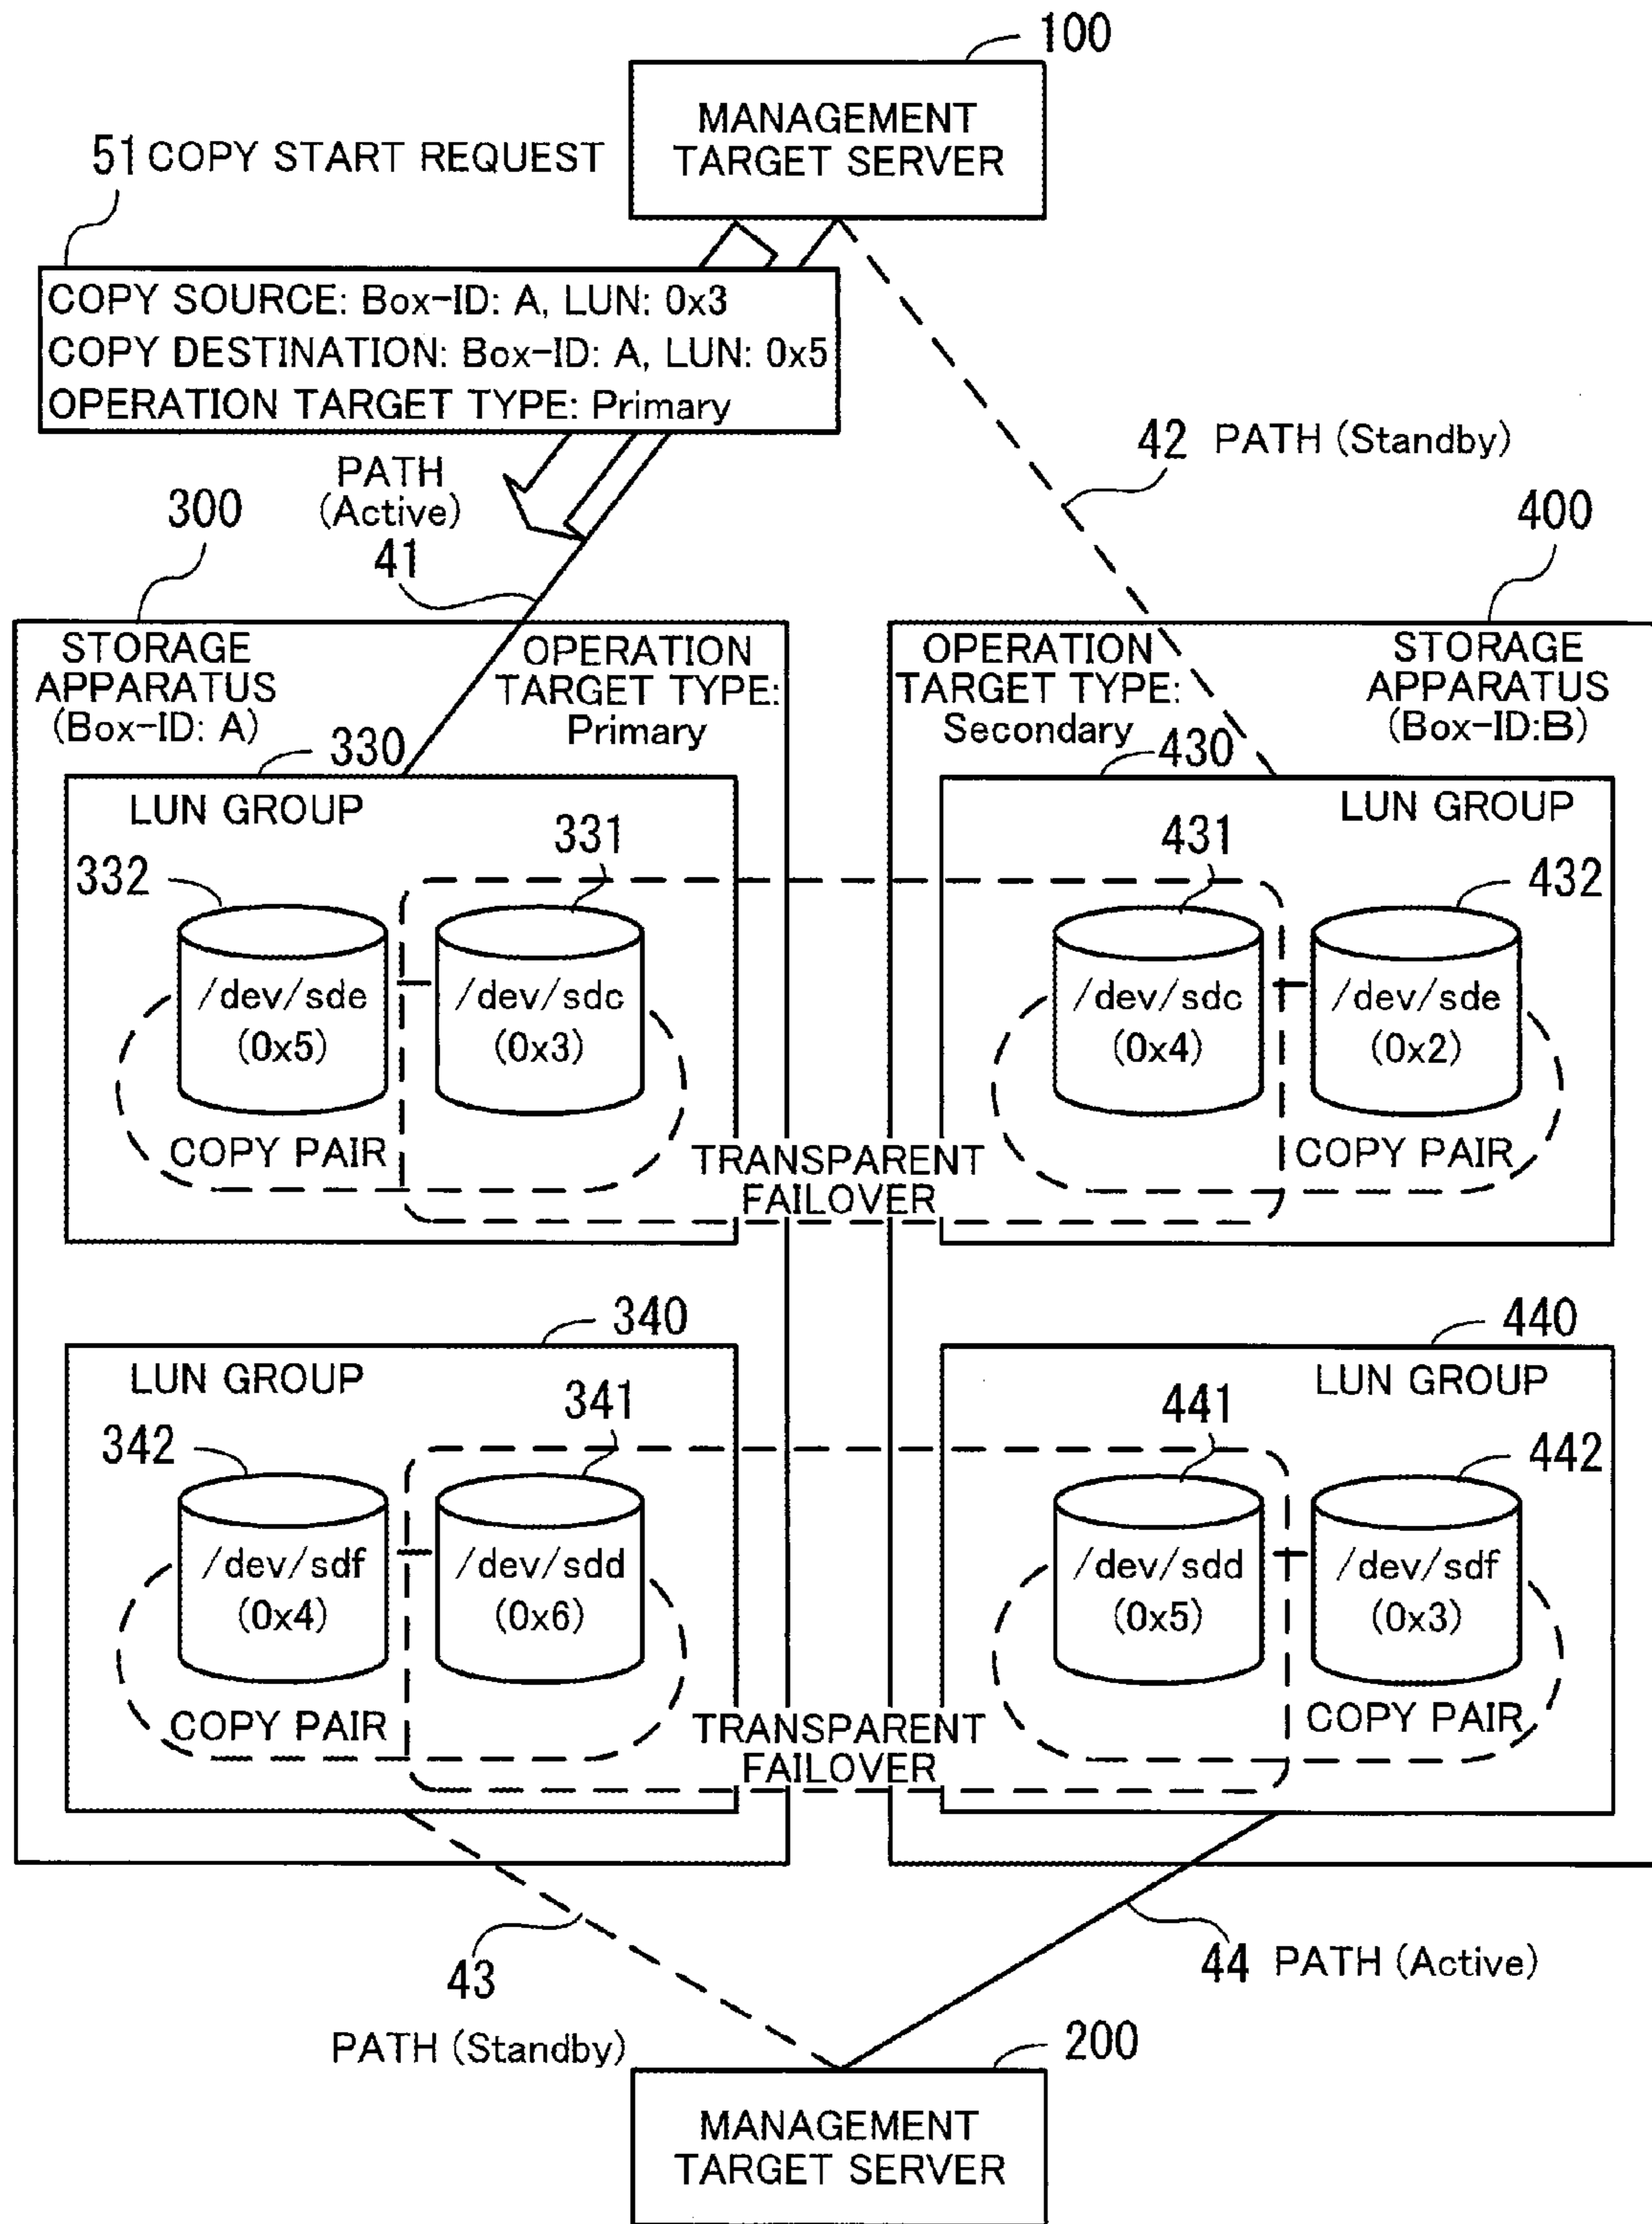 100
MANAGEMENT
TARGET SERVER
51 COPY START REQUEST
COPY SOURCE: Box-ID: A, LUN: 0x3
COPY DESTINATION: Box-ID: A, LUN: 0x5
OPERATION TARGET TYPE: Primary
42 PATH (Standby)
PATH
(Active)
41
300
400
STORAGE
APPARATUS
(Box-ID: A)
OPERATION
TARGET TYPE:
Primary
OPERATION
TARGET TYPE:
Secondary
STORAGE
APPARATUS
(Box-ID:B)
330
LUN GROUP
430
LUN GROUP
332
331
431
432
/dev/sde
(0x5)
/dev/sdc
(0x3)
/dev/sdc
(0x4)
/dev/sde
(0x2)
COPY PAIR
TRANSPARENT
FAILOVER
COPY PAIR
340
LUN GROUP
440
LUN GROUP
342
341
441
442
/dev/sdf
(0x4)
/dev/sdd
(0x6)
/dev/sdd
(0x5)
/dev/sdf
(0x3)
COPY PAIR
TRANSPARENT
FAILOVER
COPY PAIR
43
PATH (Standby)
44 PATH (Active)
200
MANAGEMENT
TARGET SERVER